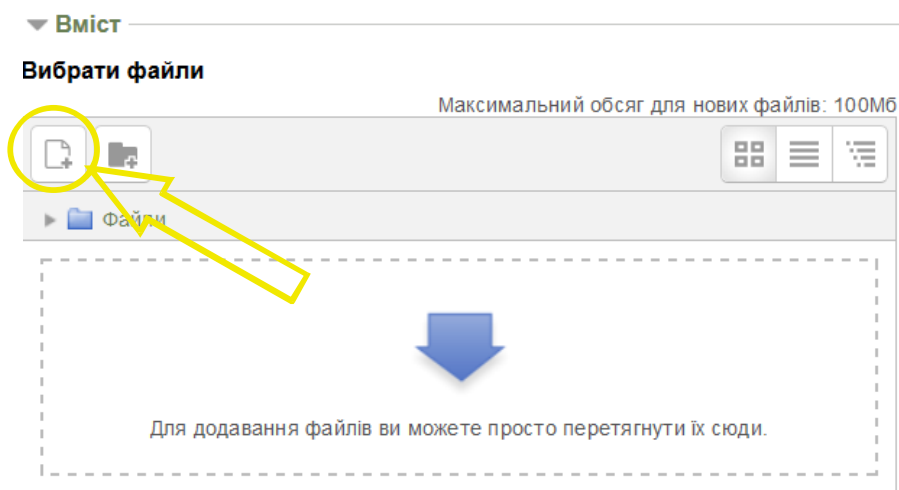 Вміст
Вибрати файли
Максимальний обсяг для нових файлів: 100Мб
Файли
Для додавання файлів ви можете просто перетягнути їх сюди.